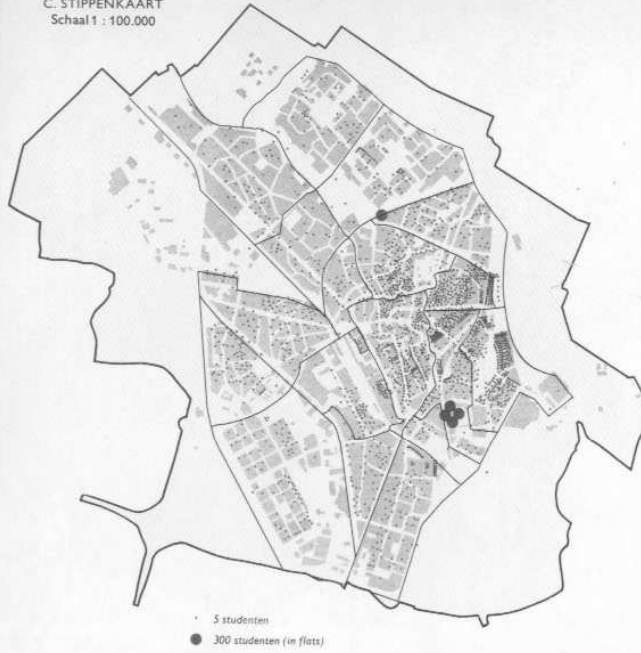 C. STIPPENKAART
Schaal 1 : 100.000
5 studenten
300 studenten (in flats)